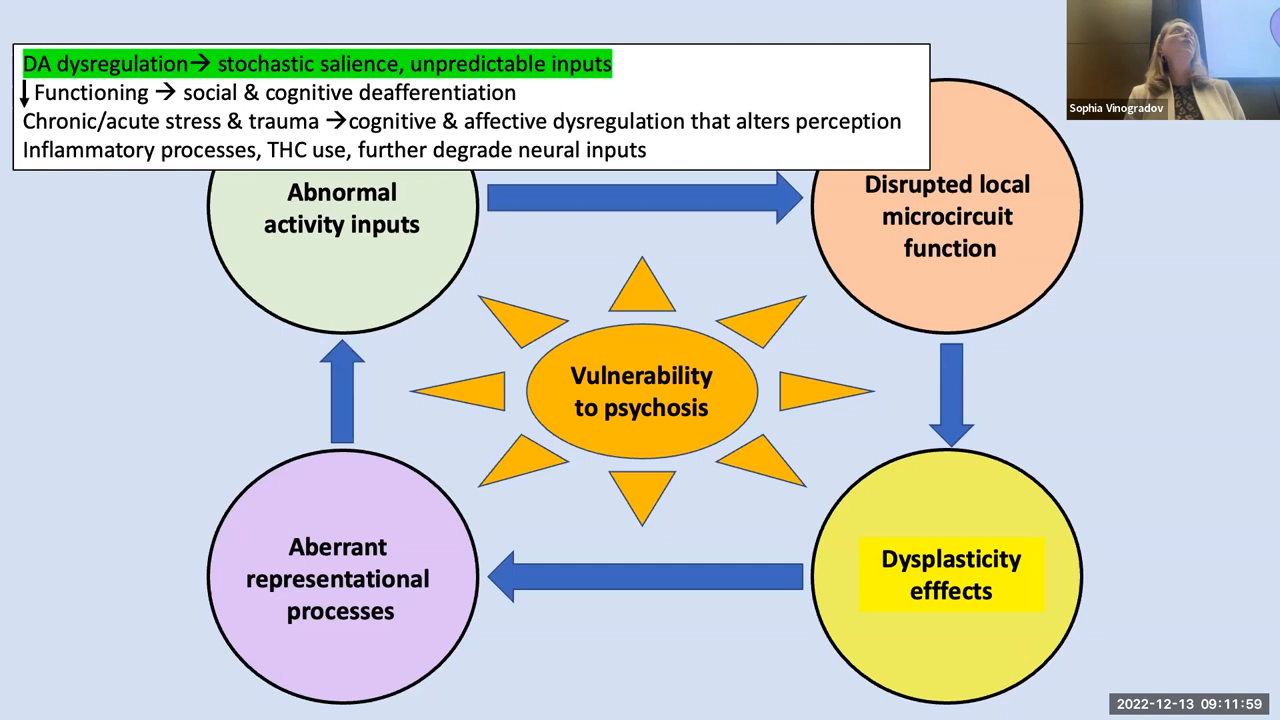 DA dysregulation→ stochastic salience, unpredictable inputs
↓ Functioning → social & cognitive deafferentiation
Chronic/acute stress & trauma →cognitive & affective dysregulation that alters perception
Inflammatory processes, THC use, further degrade neural inputs
Sophia Vinogradov
Abnormal
activity inputs
Disrupted local
microcircuit
function
Vulnerability
to psychosis
Aberrant
representational
processes
Dysplasticity
efffects
2022-12-13 09:11:59